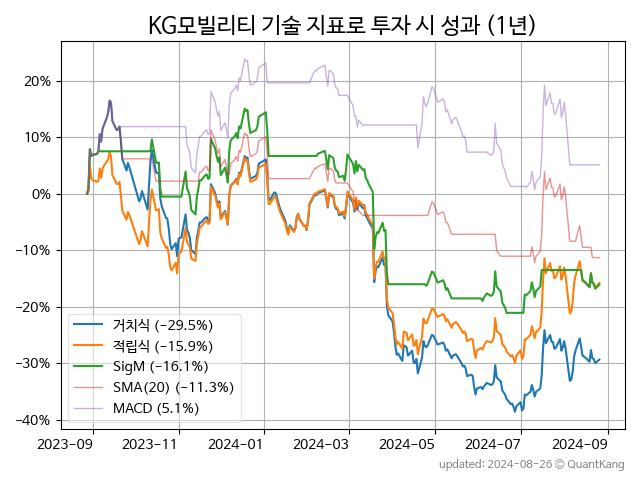 KG모빌리티 기술 지표로 투자 시 성과 (1년)
20%
10%
0%
−10%
−20%
−30%
−40%
거치식 (−29.5%)
적립식 (−15.9%)
SigM (−16.1%)
SMA(20) (−11.3%)
MACD (5.1%)
2023-09 2023-11 2024-01 2024-03 2024-05 2024-07 2024-09
updated: 2024-08-26 © QuantKang